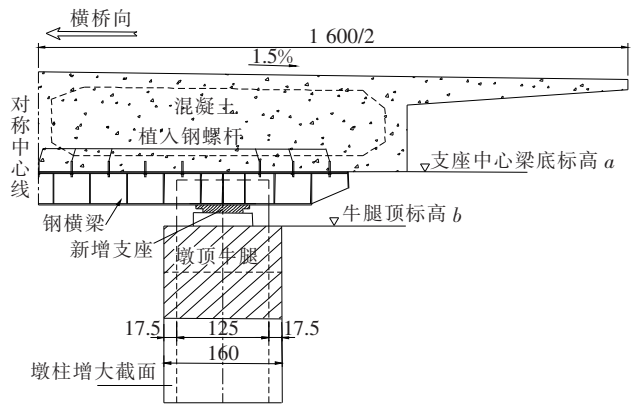 横桥向
1 600/2
1.5%
混凝土
植入钢螺杆
对称中心线
支座中心梁底标高 a
钢横梁
牛腿顶标高 b
新增支座
墩顶牛腿
17.5
125
17.5
160
墩柱增大截面